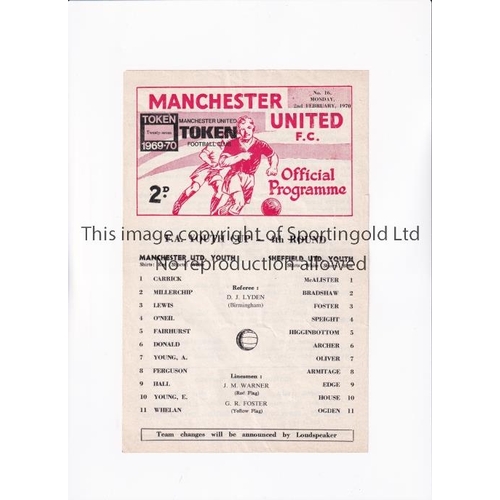 No. 16
MONDAY,
2nd FEBRUARY, 1970
MANCHESTER
UNITED
F.C.
TOKEN
1969-70
MANCHESTER UNITED
TOKEN
FOOTBALL CLUB
2D.
Official
Programme
F.A. YOUTH CUP — 4th ROUND
This image is copyright of Sportingold Ltd
No reproduction allowed
MANCHESTER UTD. YOUTH
SHEFFIELD UTD. YOUTH
1 CARRICK
2 MILLERCHIP
3 LEWIS
4 O'NEIL
5 FAIRHURST
6 DONALD
7 YOUNG, A.
8 FERGUSON
9 HALL
10 YOUNG, E.
11 WHELAN
Referee :
D. J. LYDEN
(Birmingham)
Linesmen :
J. M. WARNER
(Red Flag)
G. R. FOSTER
(Yellow Flag)
McALISTER 1
BRADSHAW 2
FOSTER 3
SPEIGHT 4
HIGGINBOTTOM 5
ARCHER 6
OLIVER 7
ARMITAGE 8
EDGE 9
HOUSE 10
OGDEN 11
Team changes will be announced by Loudspeaker